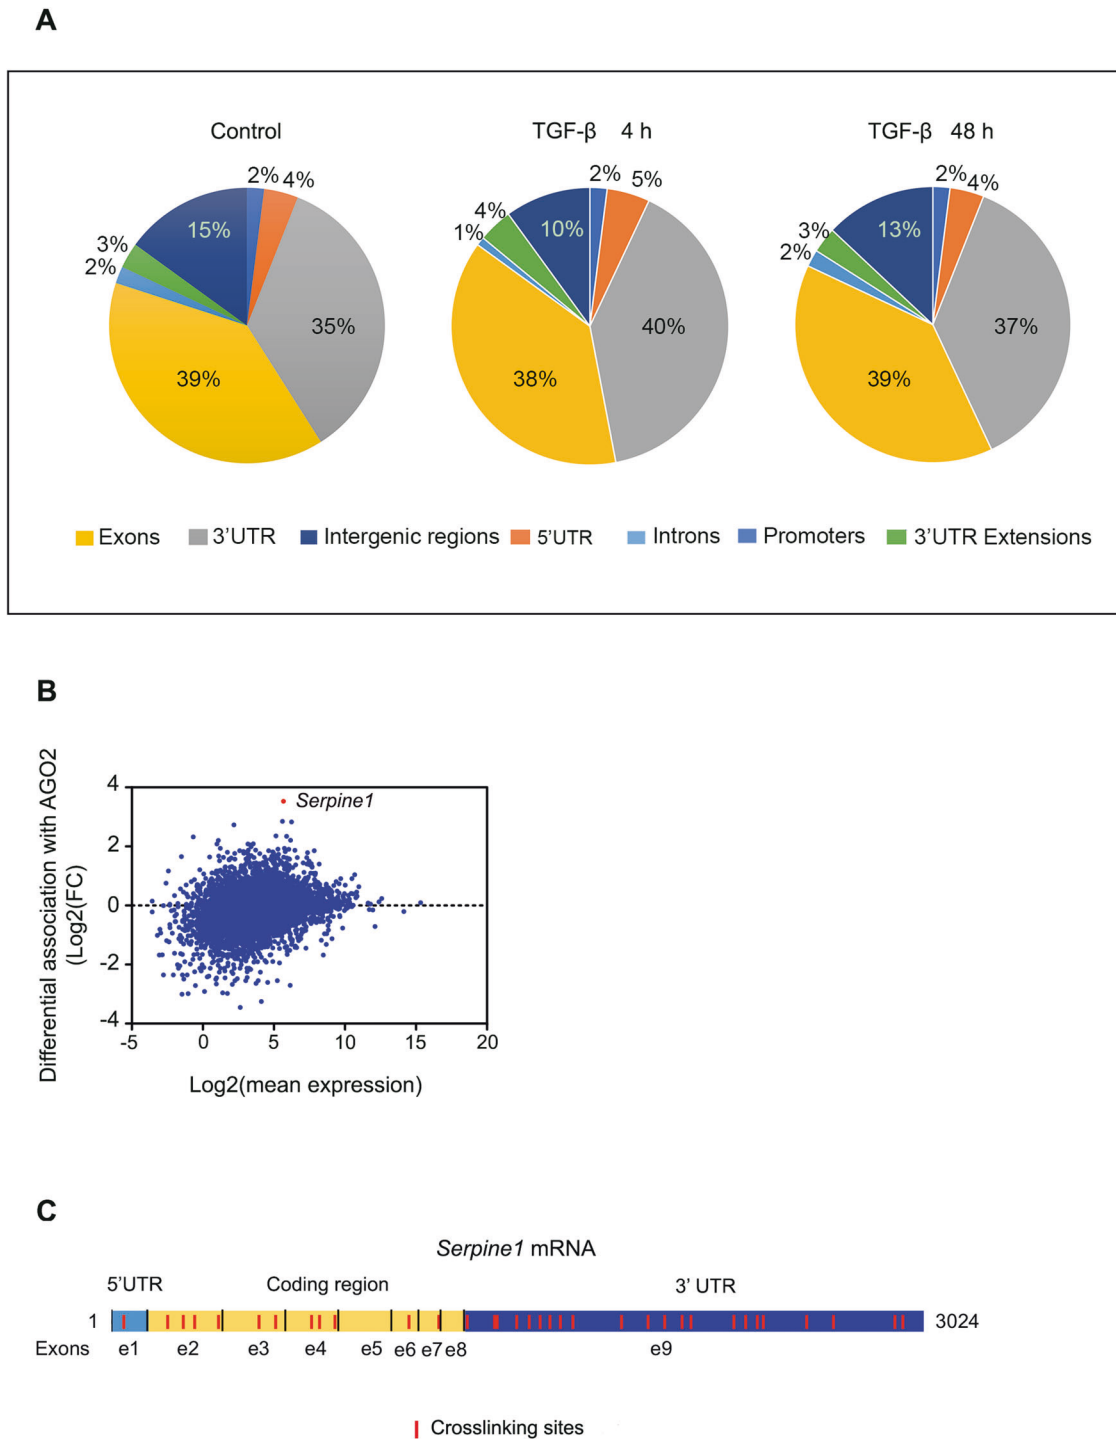 A
Control
TGF-β 4 h
TGF-β 48 h
2% 4%
15%
3%
2%
35%
39%
2% 5%
4%
10%
1%
40%
38%
2% 4%
3%
13%
2%
37%
39%
Exons 3’UTR Intergenic regions 5’UTR Introns Promoters 3’UTR Extensions
B
Differential association with AGO2
(Log2(FC)
4
2
0
-2
-4
Serpine1
-5 0 5 10 15 20
Log2(mean expression)
C
Serpine1 mRNA
5’UTR Coding region 3’ UTR
1 3024
Exons e1 e2 e3 e4 e5 e6 e7 e8 e9
Crosslinking sites